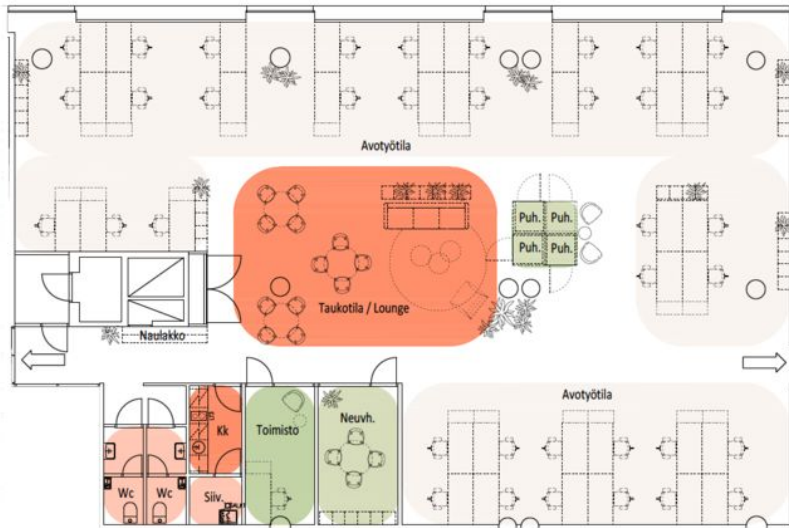 Avotyötila
Puh. Puh.
Puh. Puh.
Taukotila / Lounge
Naulakko
Avotyötila
Kk
Toimisto
Neuvh.
Wc
Wc
Siiv.